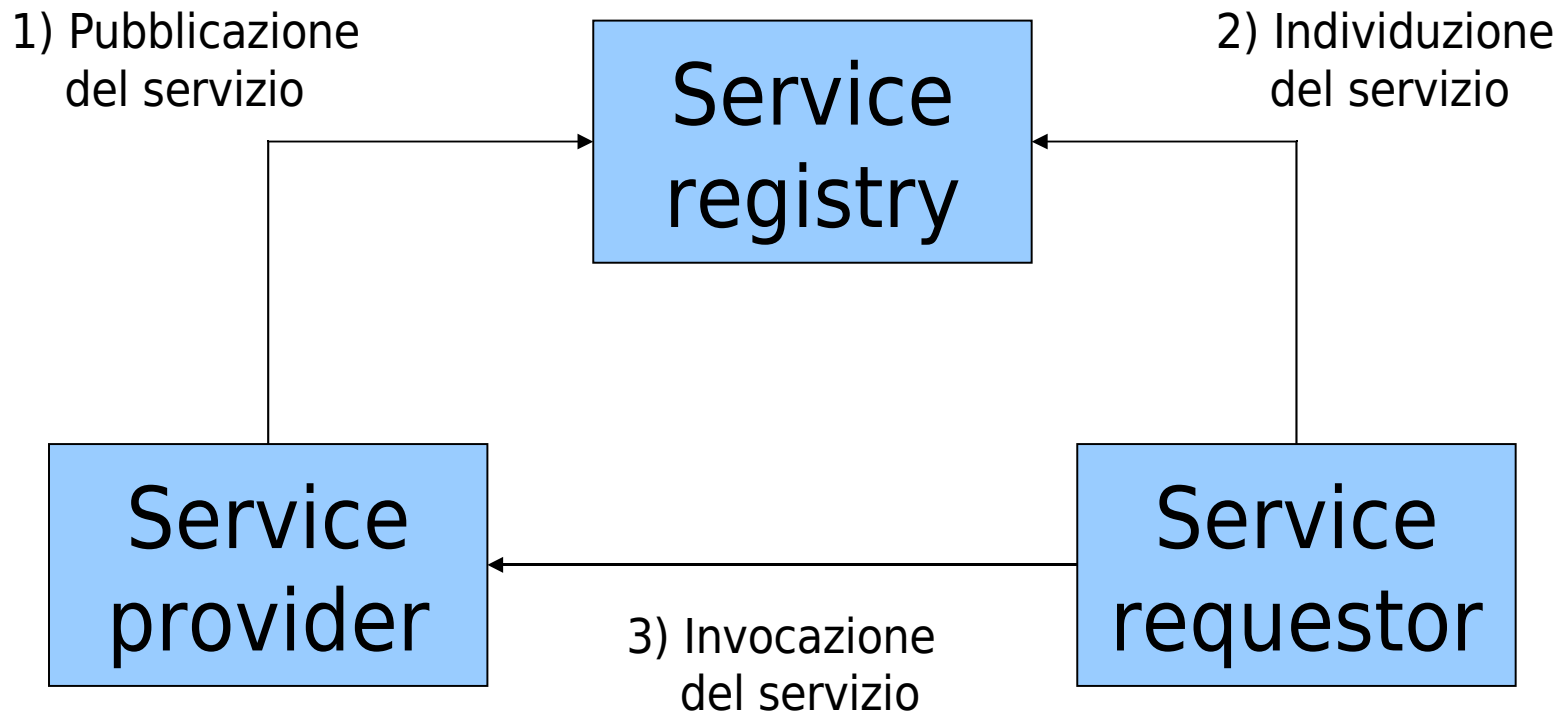 1) Pubblicazione
del servizio
Service
registry
2) Individuzione
del servizio
Service
provider
3) Invocazione
del servizio
Service
requestor